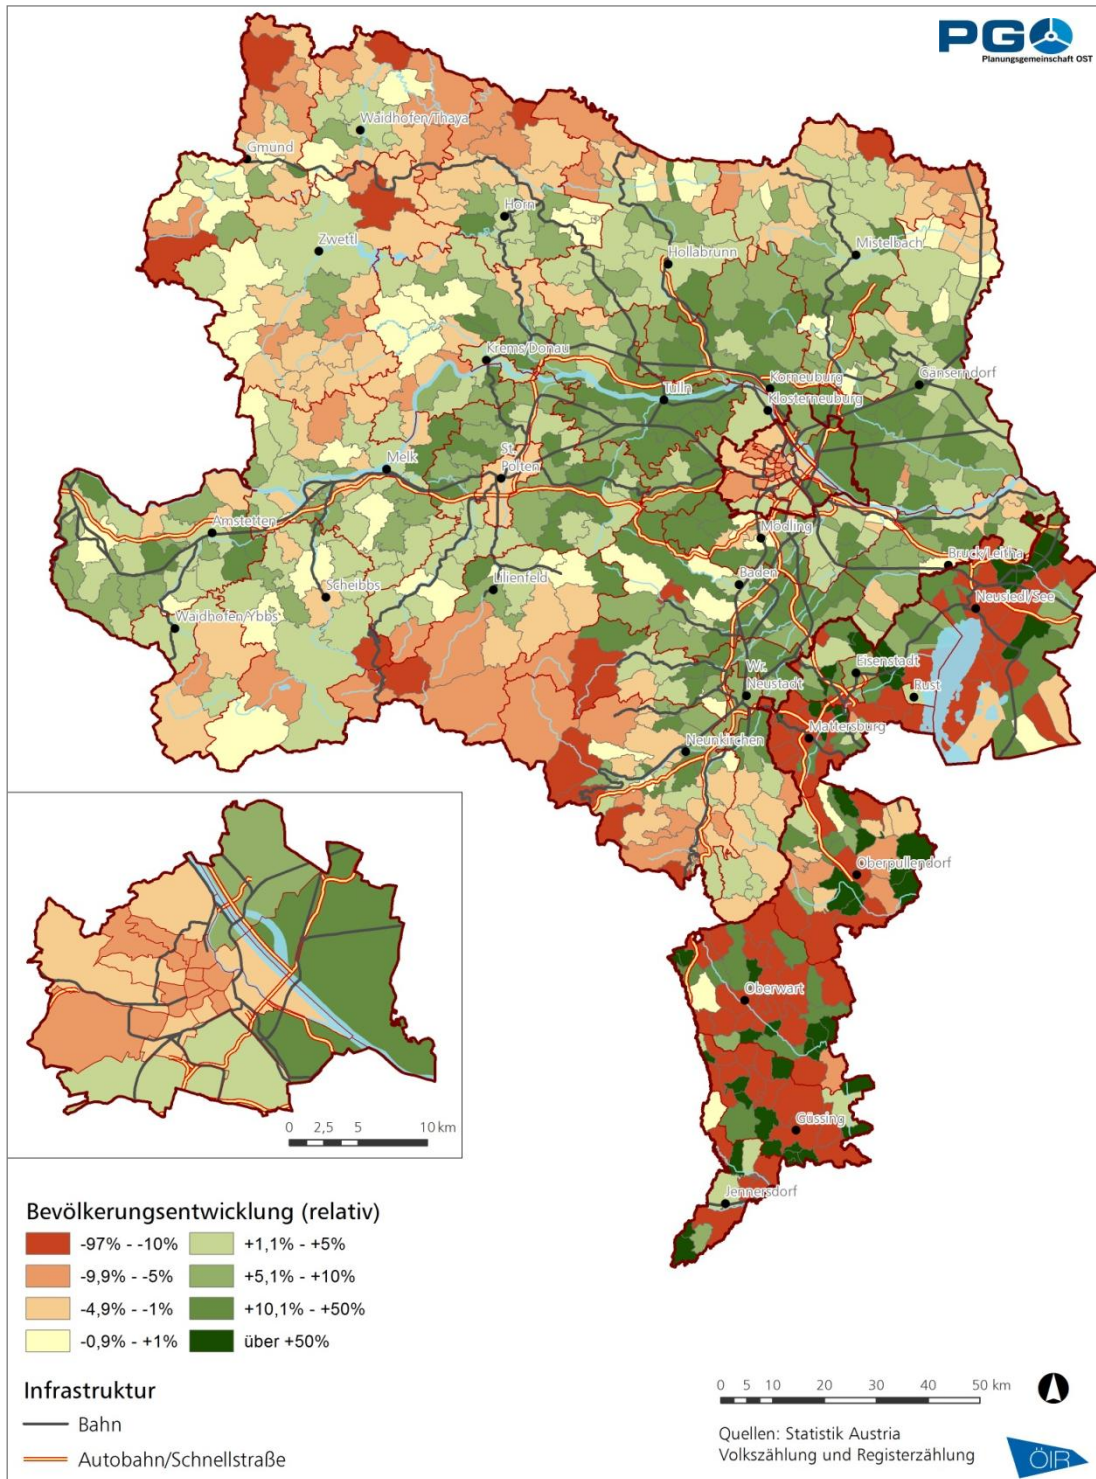 PGO
Planungsgemeinschaft OST
Waidhofen/Thaya
Gmünd
Horn
Zwettl
Hollabrunn
Mistelbach
Krems/Donau
Tulln
Korneuburg
Klosterneuburg
Gänserndorf
Melk
St.
Pölten
Amstetten
Mödling
Bruck/Leitha
Scheibbs
Lilienfeld
Baden
Neusiedl/See
Waidhofen/Ybbs
Wr.
Neustadt
Eisenstadt
Rust
Neunkirchen
Mattersburg
Oberpullendorf
Oberwart
Güssing
Jennersdorf
0 2,5 5 10 km
Bevölkerungsentwicklung (relativ)
-97% - -10%
+1,1% - +5%
-9,9% - -5%
+5,1% - +10%
-4,9% - -1%
+10,1% - +50%
-0,9% - +1%
über +50%
Infrastruktur
Bahn
Autobahn/Schnellstraße
0 5 10 20 30 40 50 km
Quellen: Statistik Austria
Volkszählung und Registerzählung
ÖIR